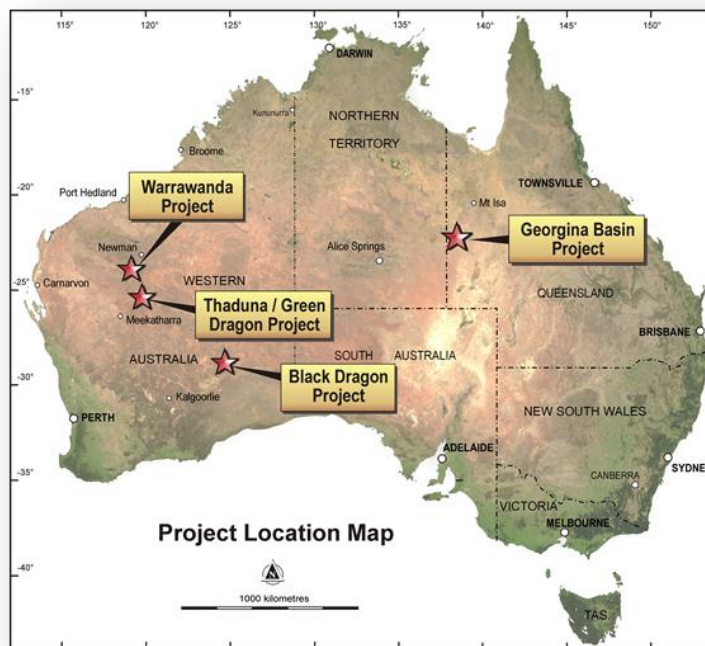 115°
120°
125°
130°
135°
140°
145°
150°
DARWIN
-15°
Kununurra
NORTHERN
TERRITORY
Broome
Port Hedland
-20°
TOWNSVILLE
Mt Isa
Warrawanda
Project
Georgina Basin
Project
Newman
Alice Springs
Carnarvon
-25°
WESTERN
QUEENSLAND
Thaduna / Green
Dragon Project
Meekatharra
BRISBANE
AUSTRALIA
SOUTH AUSTRALIA
-30°
Black Dragon
Project
Kalgoorlie
NEW SOUTH WALES
PERTH
ADELAIDE
SYDNE
-35°
CANBERRA
VICTORIA
MELBOURNE
Project Location Map
N
-40°
1000 kilometres
TAS